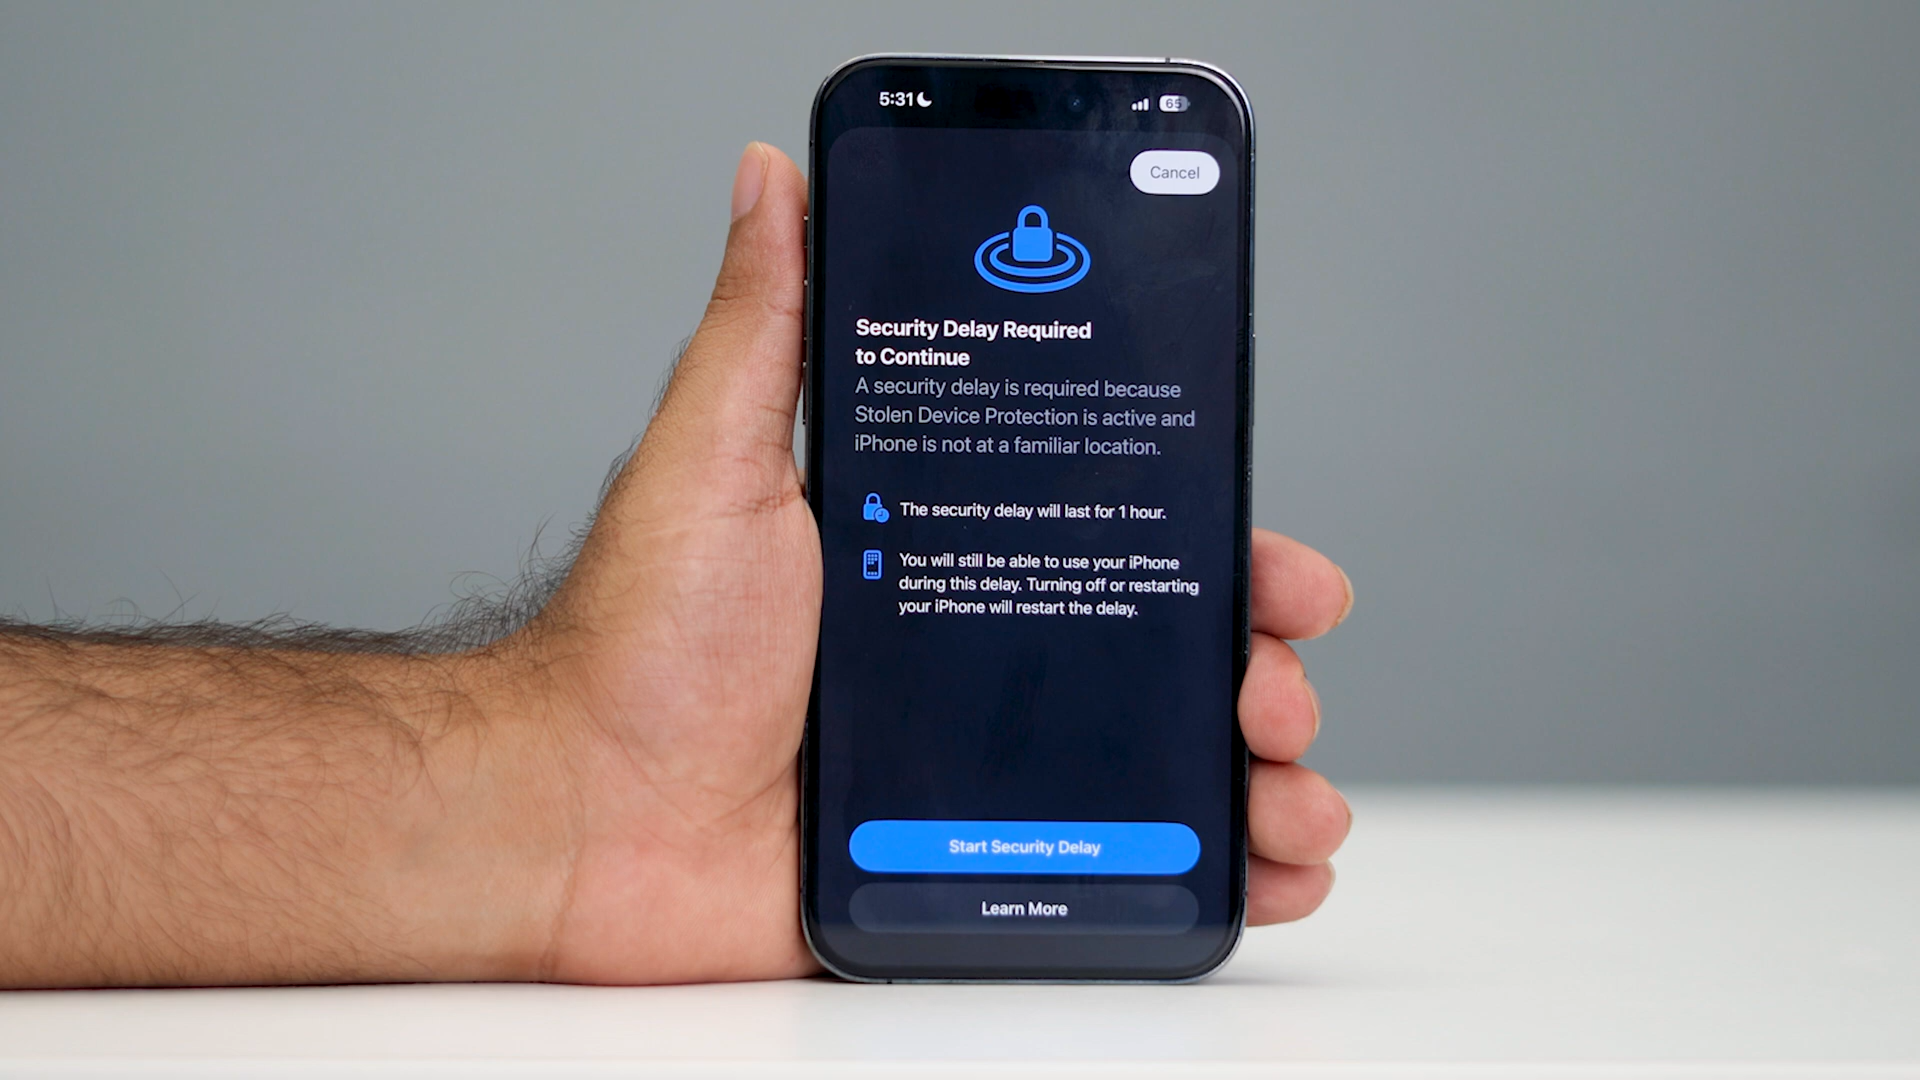 5:31
65
Cancel
Security Delay Required
to Continue
A security delay is required because
Stolen Device Protection is active and
iPhone is not at a familiar location.
The security delay will last for 1 hour.
You will still be able to use your iPhone
during this delay. Turning off or restarting
your iPhone will restart the delay.
Start Security Delay
Learn More